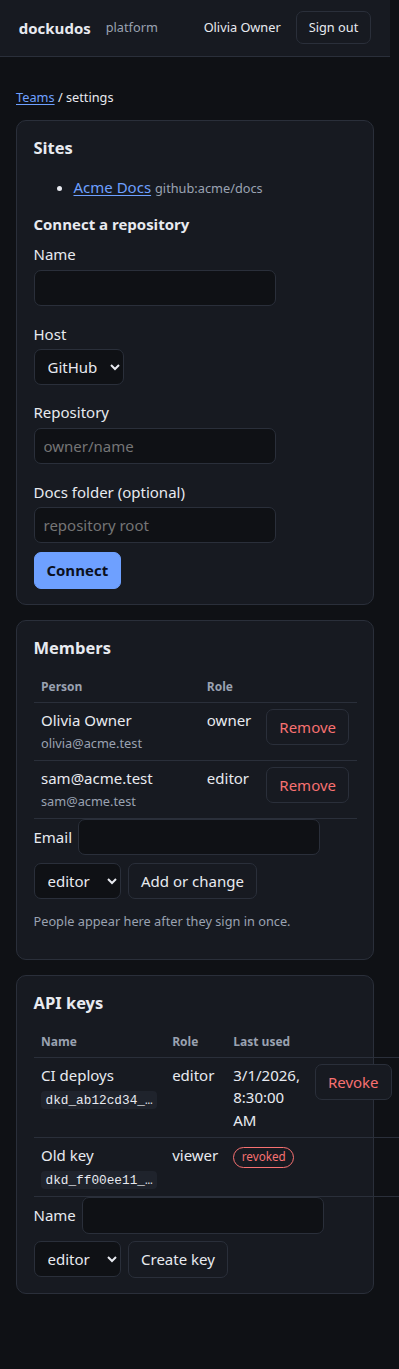 dockudos platform Olivia Owner Sign out
Teams / settings
Sites
Acme Docs github:acme/docs
Connect a repository
Name
Host
GitHub
Repository
owner/name
Docs folder (optional)
repository root
Connect
Members
Person Role
Olivia Owner owner Remove
olivia@acme.test
sam@acme.test editor Remove
sam@acme.test
Email
editor Add or change
People appear here after they sign in once.
API keys
Name Role Last used
CI deploys editor 3/1/2026, Revoke
8:30:00
dkd_ab12cd34_…
AM
Old key viewer revoked
dkd_ff00ee11_…
Name
editor Create key